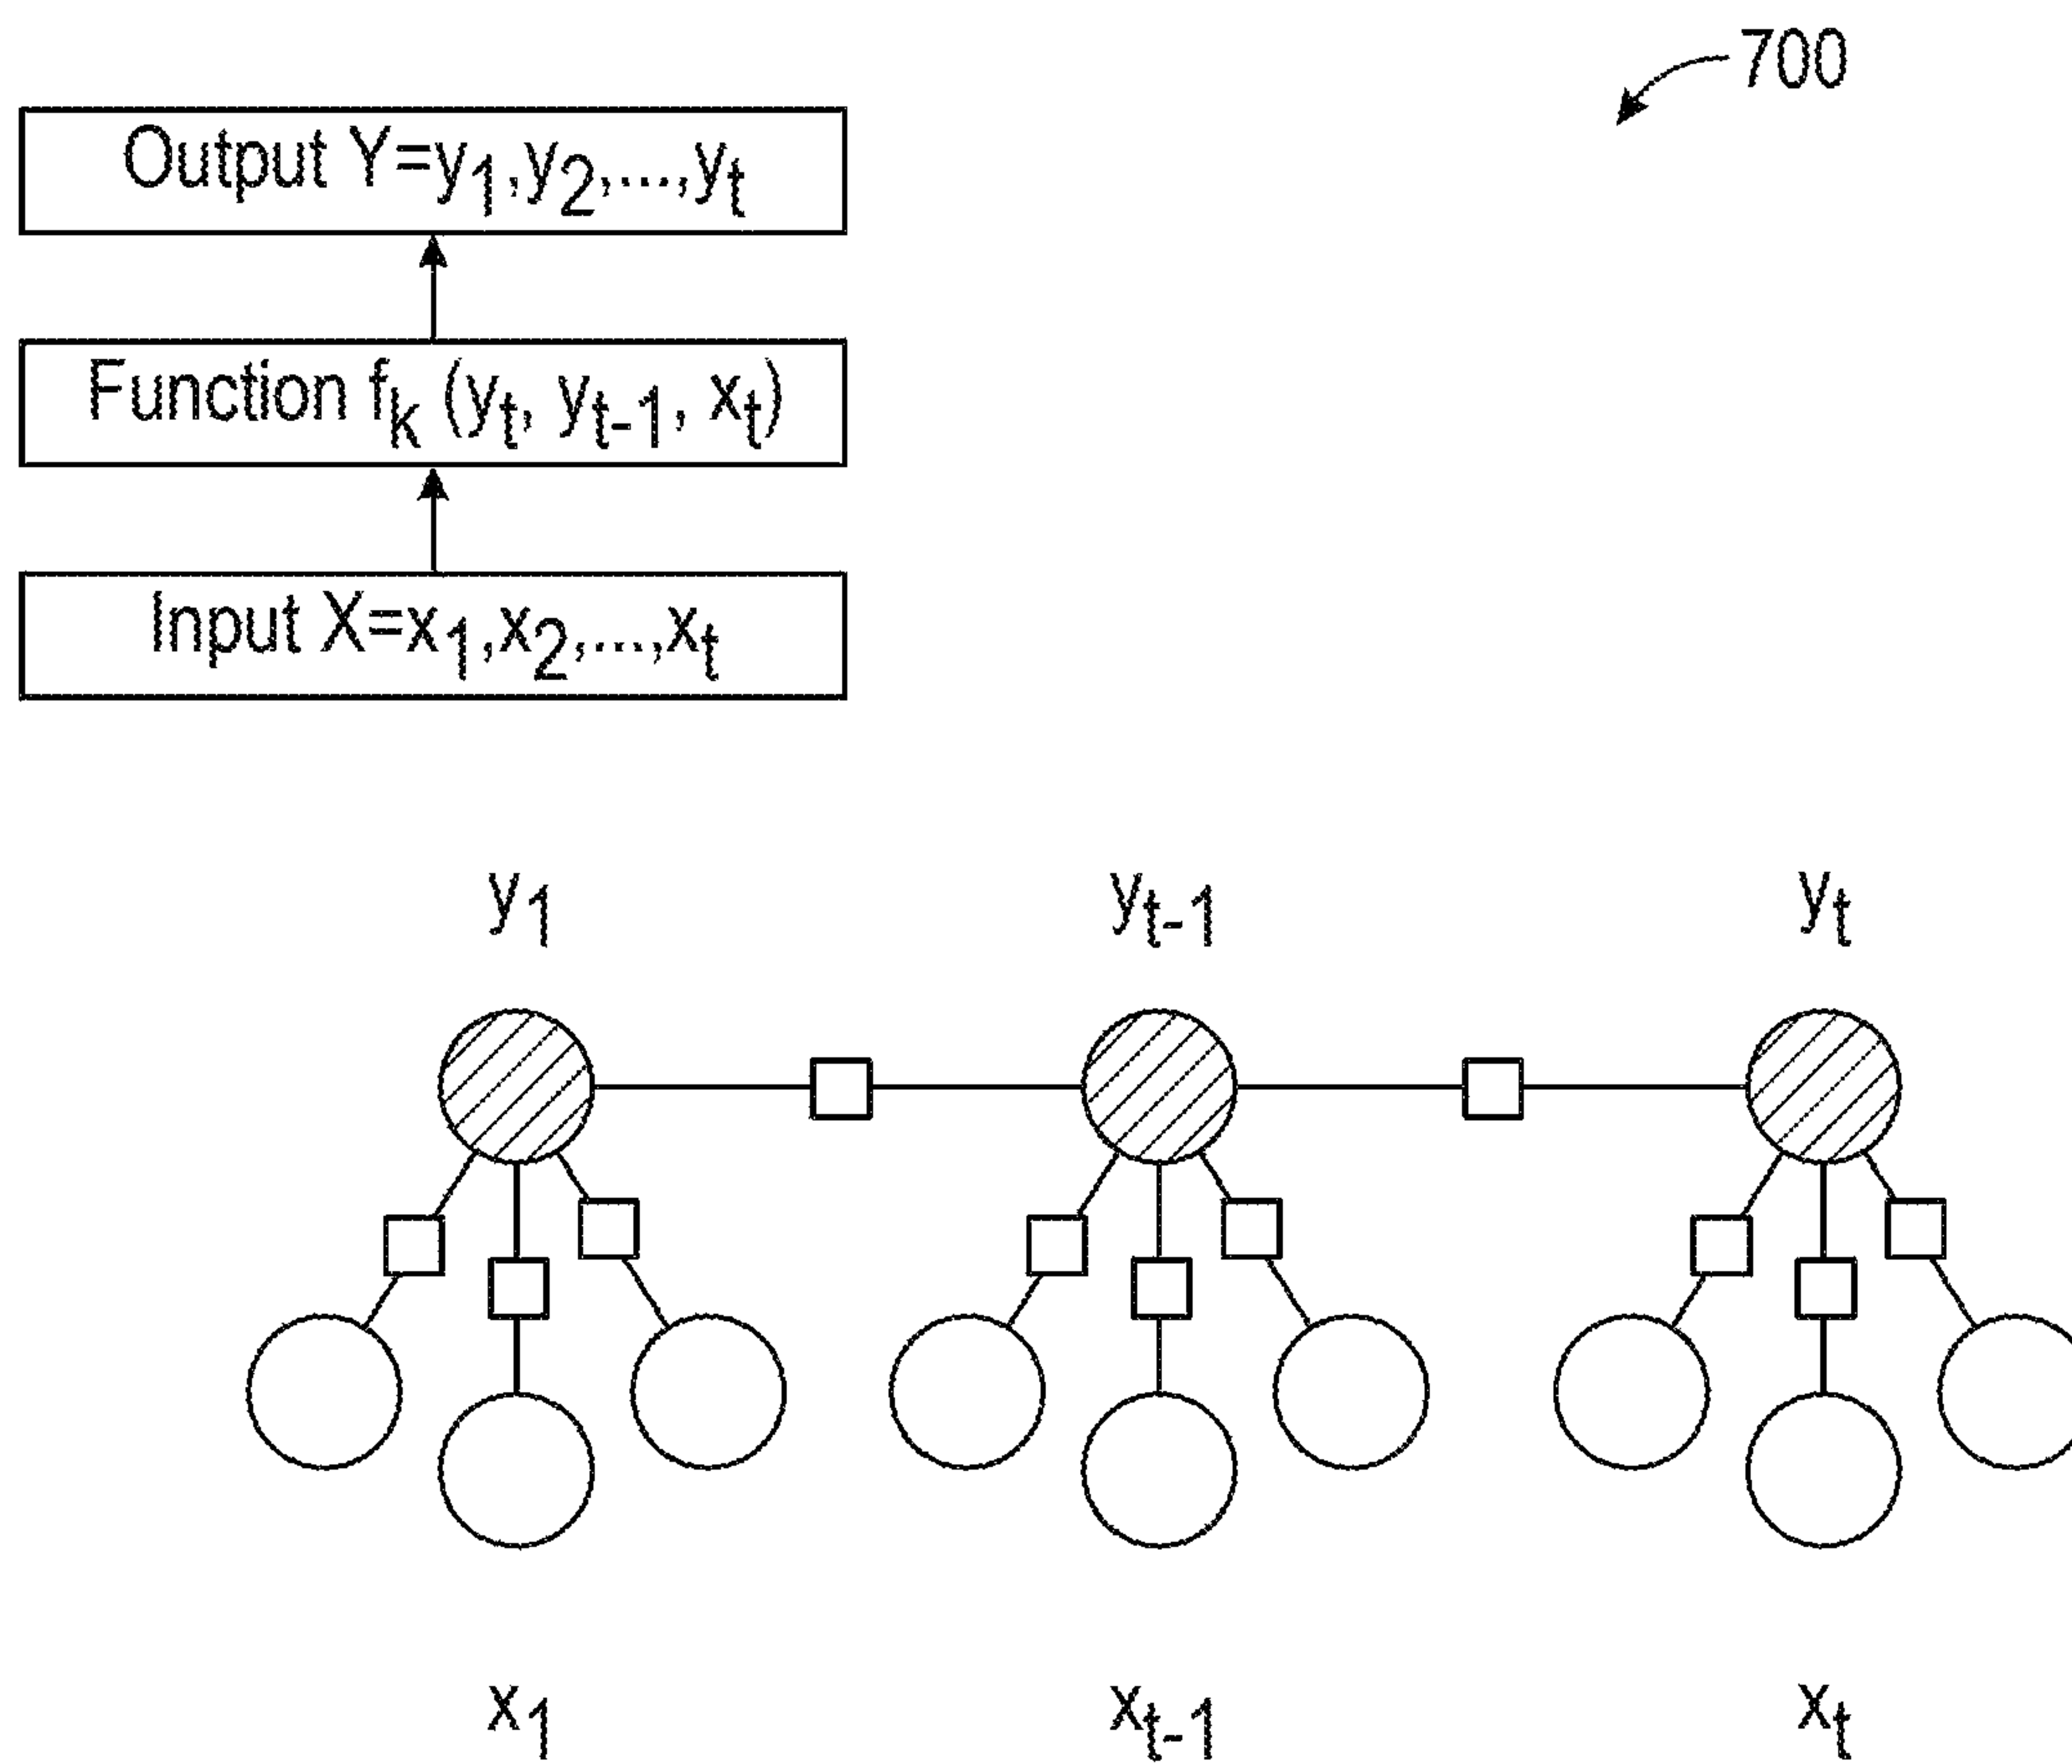 700
Output Y=y₁,y₂,...,yₜ
Function fₖ (yₜ, yₜ₋₁, xₜ)
Input X=x₁,x₂,...,xₜ
y₁ yₜ₋₁ yₜ
x₁ xₜ₋₁ xₜ